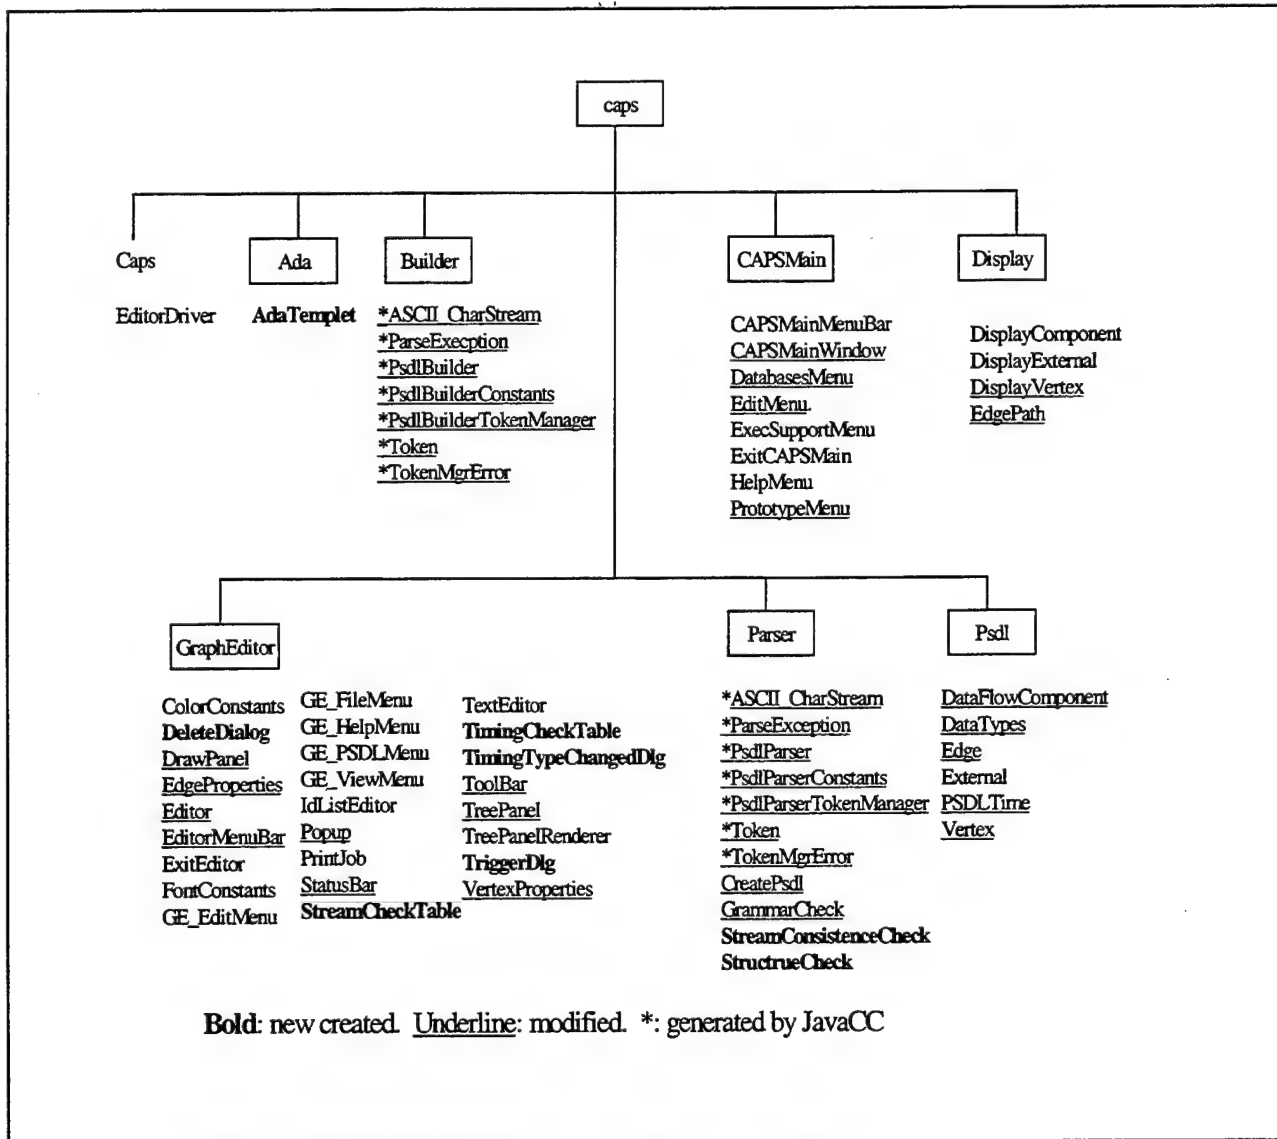 caps
Caps
EditorDriver
Ada
AdaTemplet
Builder
*ASCII_CharStream
*ParseExecption
*PsdlBuilder
*PsdlBuilderConstants
*PsdlBuilderTokenManager
*Token
*TokenMgrError
CAPSMain
CAPSMainMenuBar
CAPSMainWindow
DatabasesMenu
EditMenu.
ExecSupportMenu
ExitCAPSMain
HelpMenu
PrototypeMenu
Display
DisplayComponent
DisplayExternal
DisplayVertex
EdgePath
GraphEditor
ColorConstants
DeleteDialog
DrawPanel
EdgeProperties
Editor
EditorMenuBar
ExitEditor
FontConstants
GE_EditMenu
GE_FileMenu
GE_HelpMenu
GE_PSDLMenu
GE_ViewMenu
IdListEditor
Popup
PrintJob
StatusBar
StreamCheckTable
TextEditor
TimingCheckTable
TimingTypeChangedDlg
ToolBar
TreePanel
TreePanelRenderer
TriggerDlg
VertexProperties
Parser
*ASCII_CharStream
*ParseException
*PsdlParser
*PsdlParserConstants
*PsdlParserTokenManager
*Token
*TokenMgrError
CreatePsdl
GrammarCheck
StreamConsistenceCheck
StructrueCheck
Psdl
DataFlowComponent
DataTypes
Edge
External
PSDLTime
Vertex
Bold: new created. Underline: modified. *: generated by JavaCC